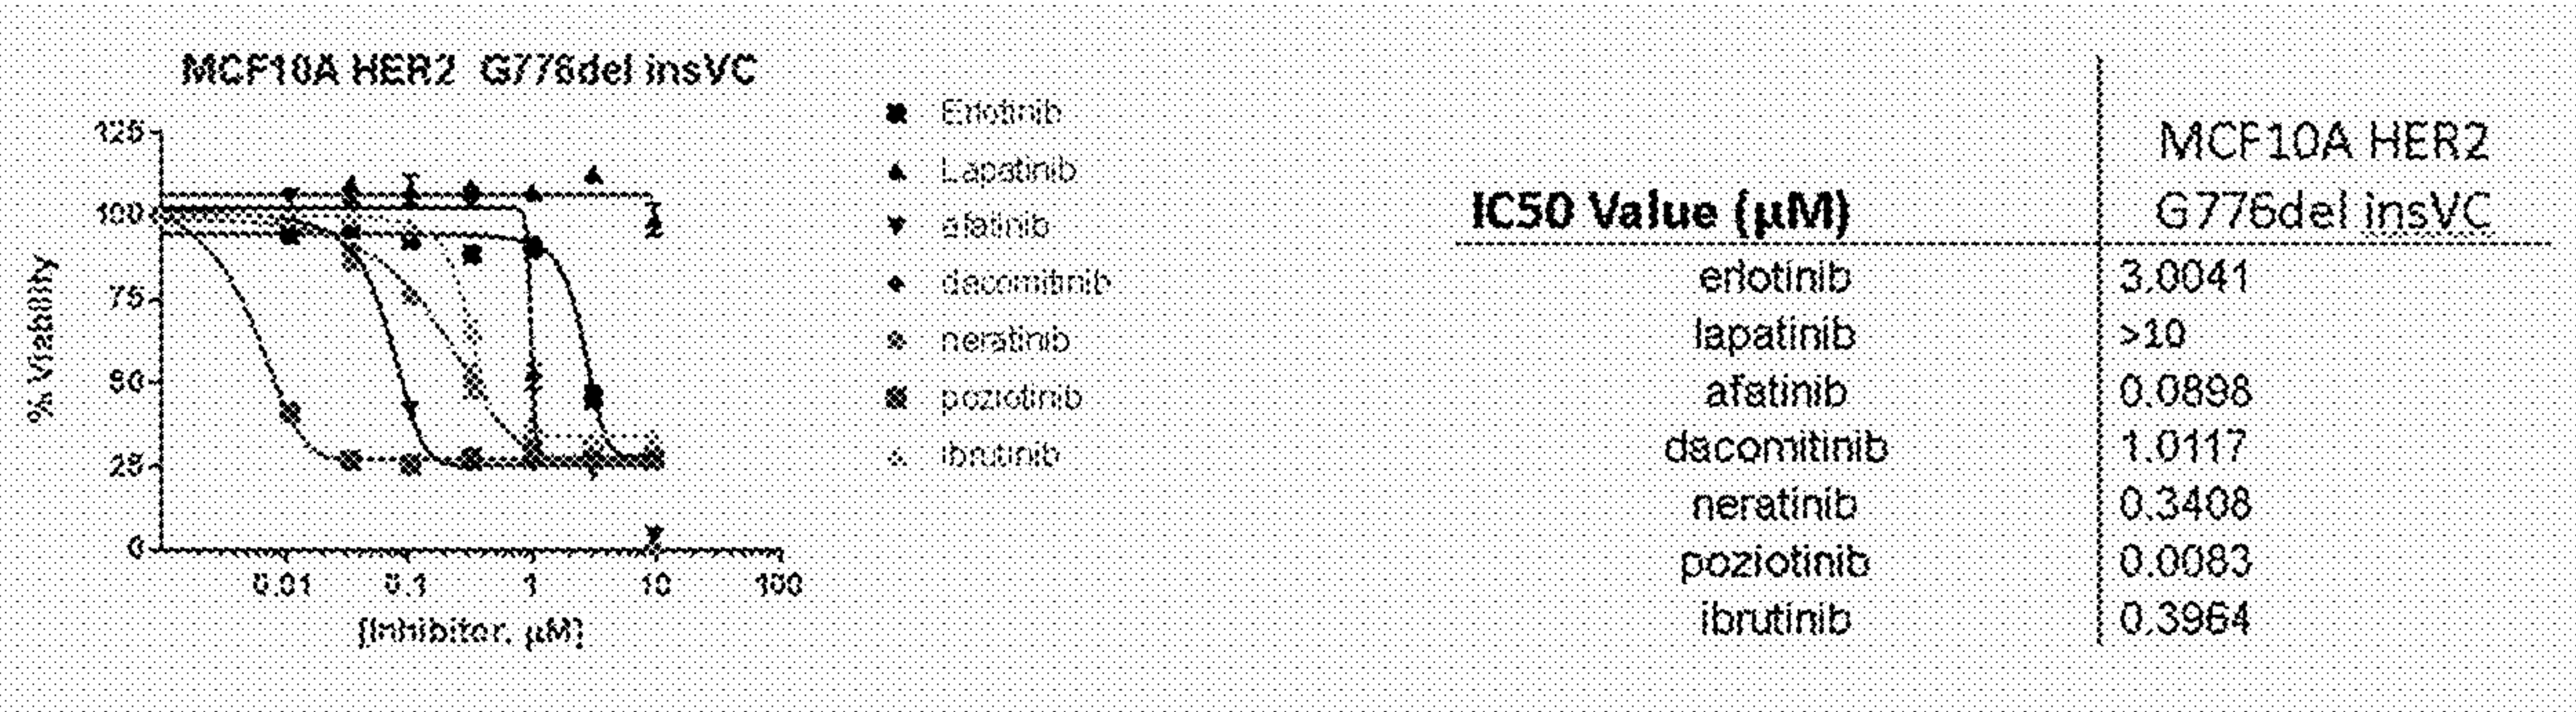 MCF10A HER2 G776del insVC
125
100
75
50
25
0
% Viability
0.01 0.1 1 10 100
[Inhibitor, µM]
Erlotinib
Lapatinib
afatinib
dacomitinib
neratinib
poziotinib
ibrutinib
MCF10A HER2
IC50 Value (µM) G776del insVC
erlotinib 3.0041
lapatinib >10
afatinib 0.0898
dacomitinib 1.0117
neratinib 0.3408
poziotinib 0.0083
ibrutinib 0.3964